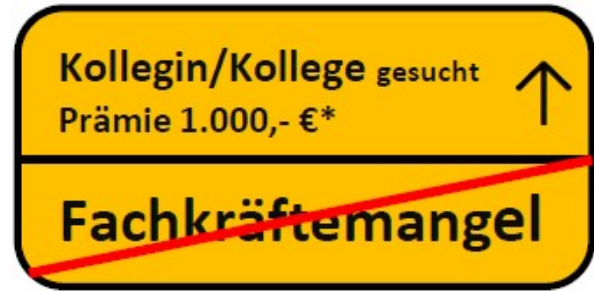 Kollegin/Kollege gesucht
Prämie 1.000,- €*
Fachkräftemangel